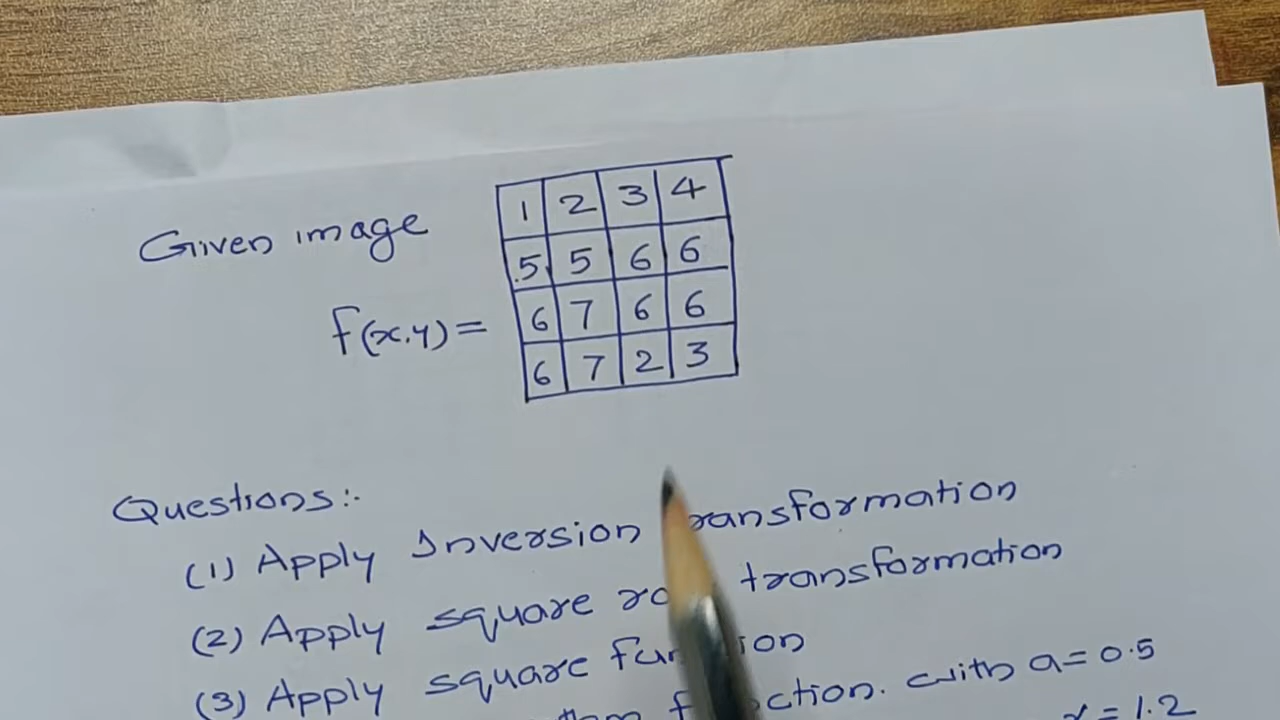 Given image
f(x,y) =
1 2 3 4
5 5 6 6
6 7 6 6
6 7 2 3
Questions:.
(1) Apply Inversion transformation
(2) Apply square transformation
(3) Apply square function
with a = 0.5
γ = 1.2